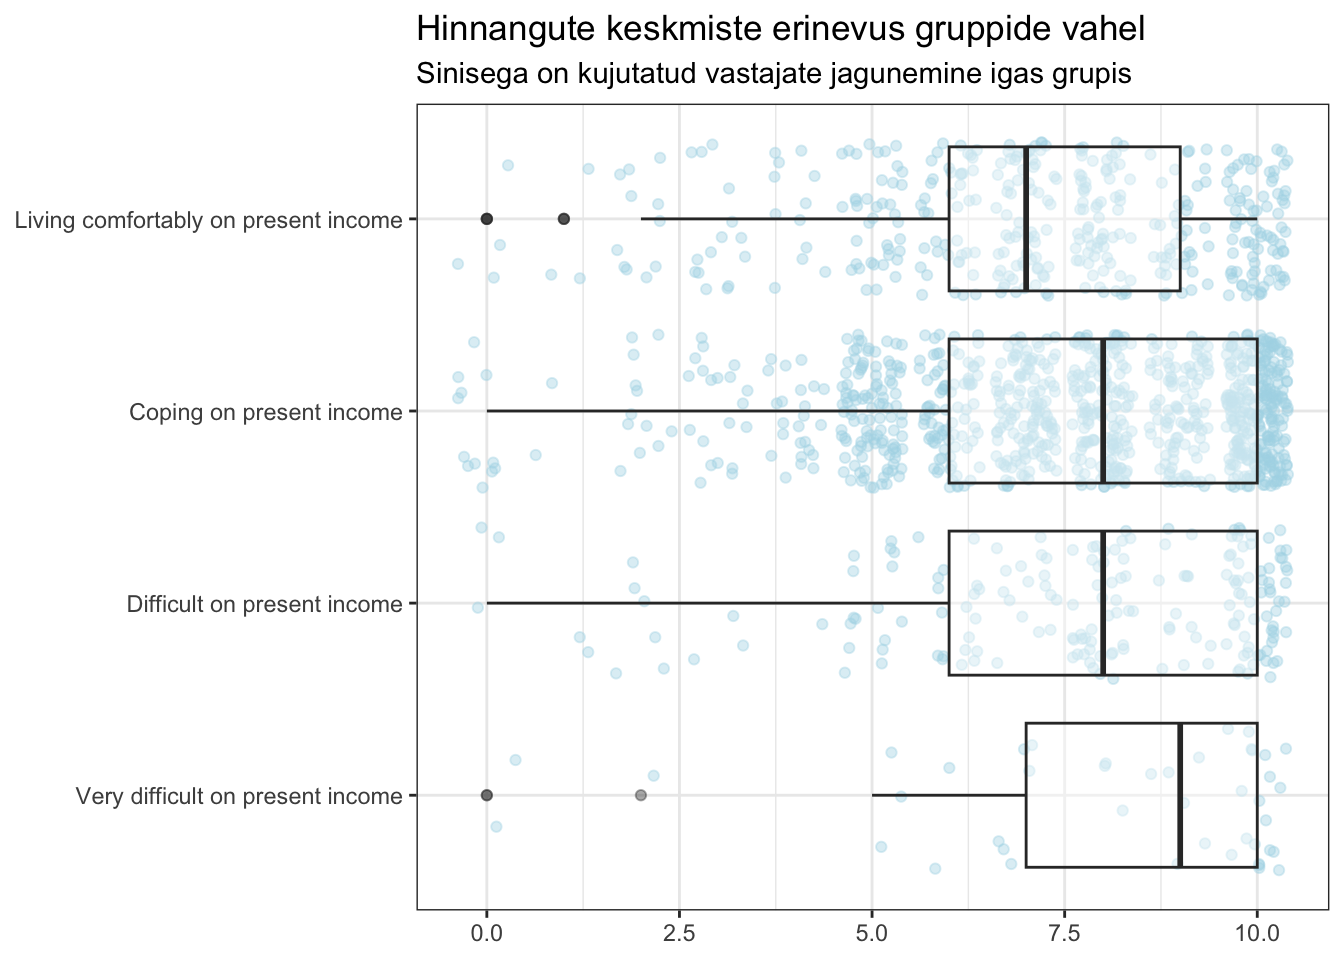 Hinnangute keskmiste erinevus gruppide vahel
Sinisega on kujutatud vastajate jagunemine igas grupis
Living comfortably on present income
Coping on present income
Difficult on present income
Very difficult on present income
0.0 2.5 5.0 7.5 10.0